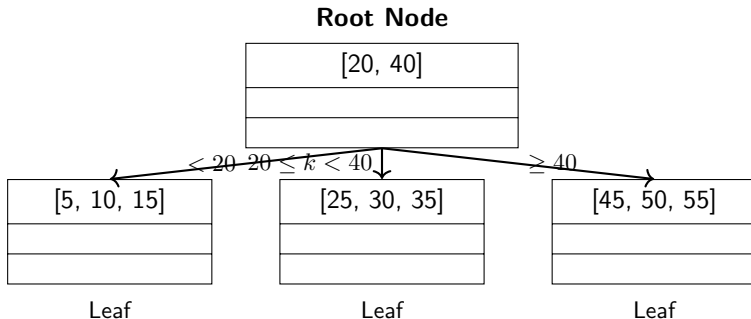 Root Node
[20, 40]
< 20 20 ≤ k < 40 ≥ 40
[5, 10, 15] [25, 30, 35] [45, 50, 55]
Leaf Leaf Leaf